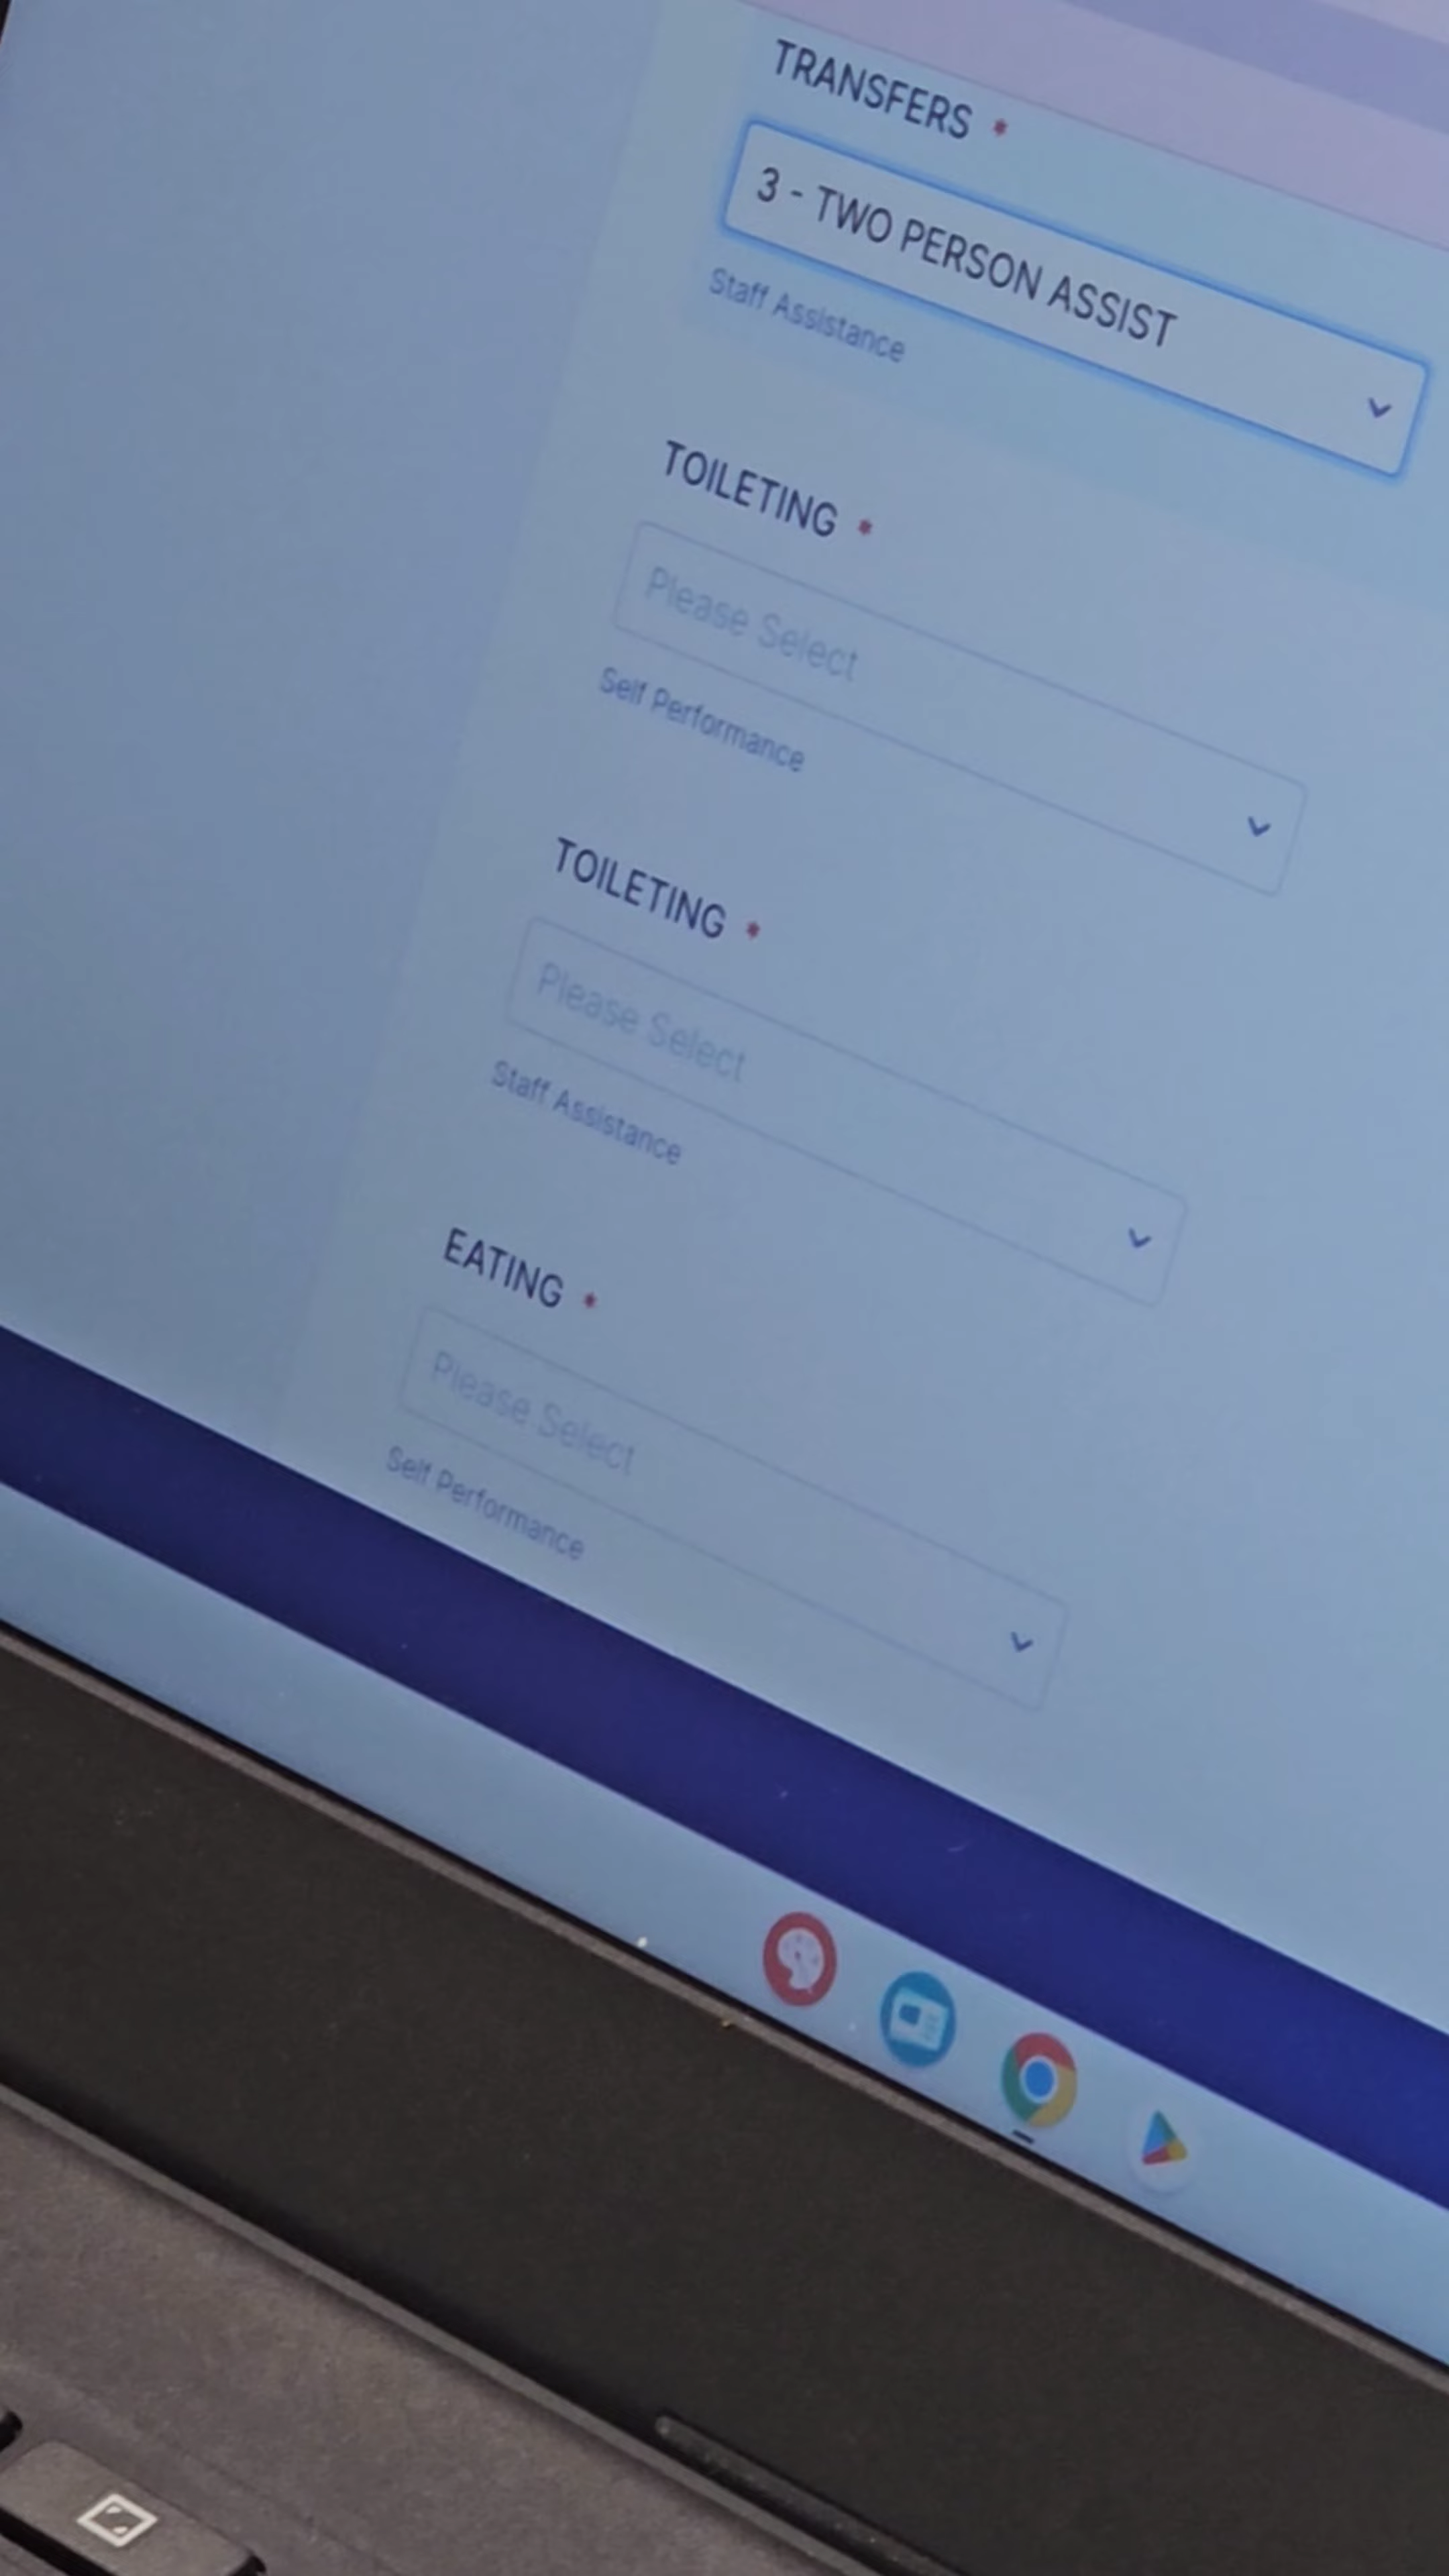 TRANSFERS *
3 - TWO PERSON ASSIST
Staff Assistance
TOILETING *
Please Select
Self Performance
TOILETING *
Please Select
Staff Assistance
EATING *
Please Select
Self Performance